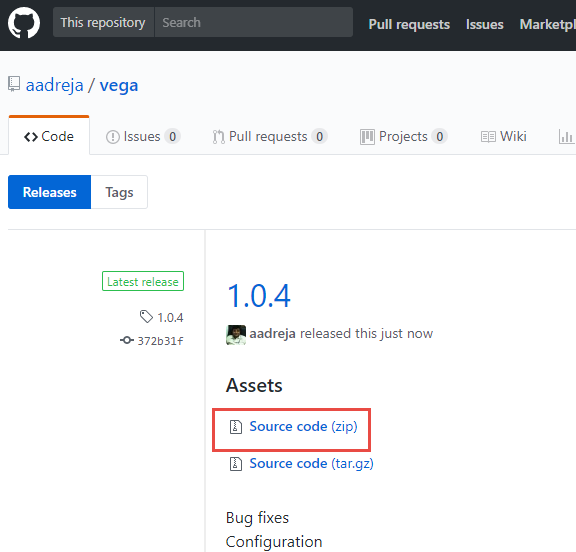 This repository Search Pull requests Issues Marketpl
aadreja / vega
Code Issues 0 Pull requests 0 Projects 0 Wiki
Releases Tags
Latest release
1.0.4
372b31f
1.0.4
aadreja released this just now
Assets
Source code (zip)
Source code (tar.gz)
Bug fixes
Configuration